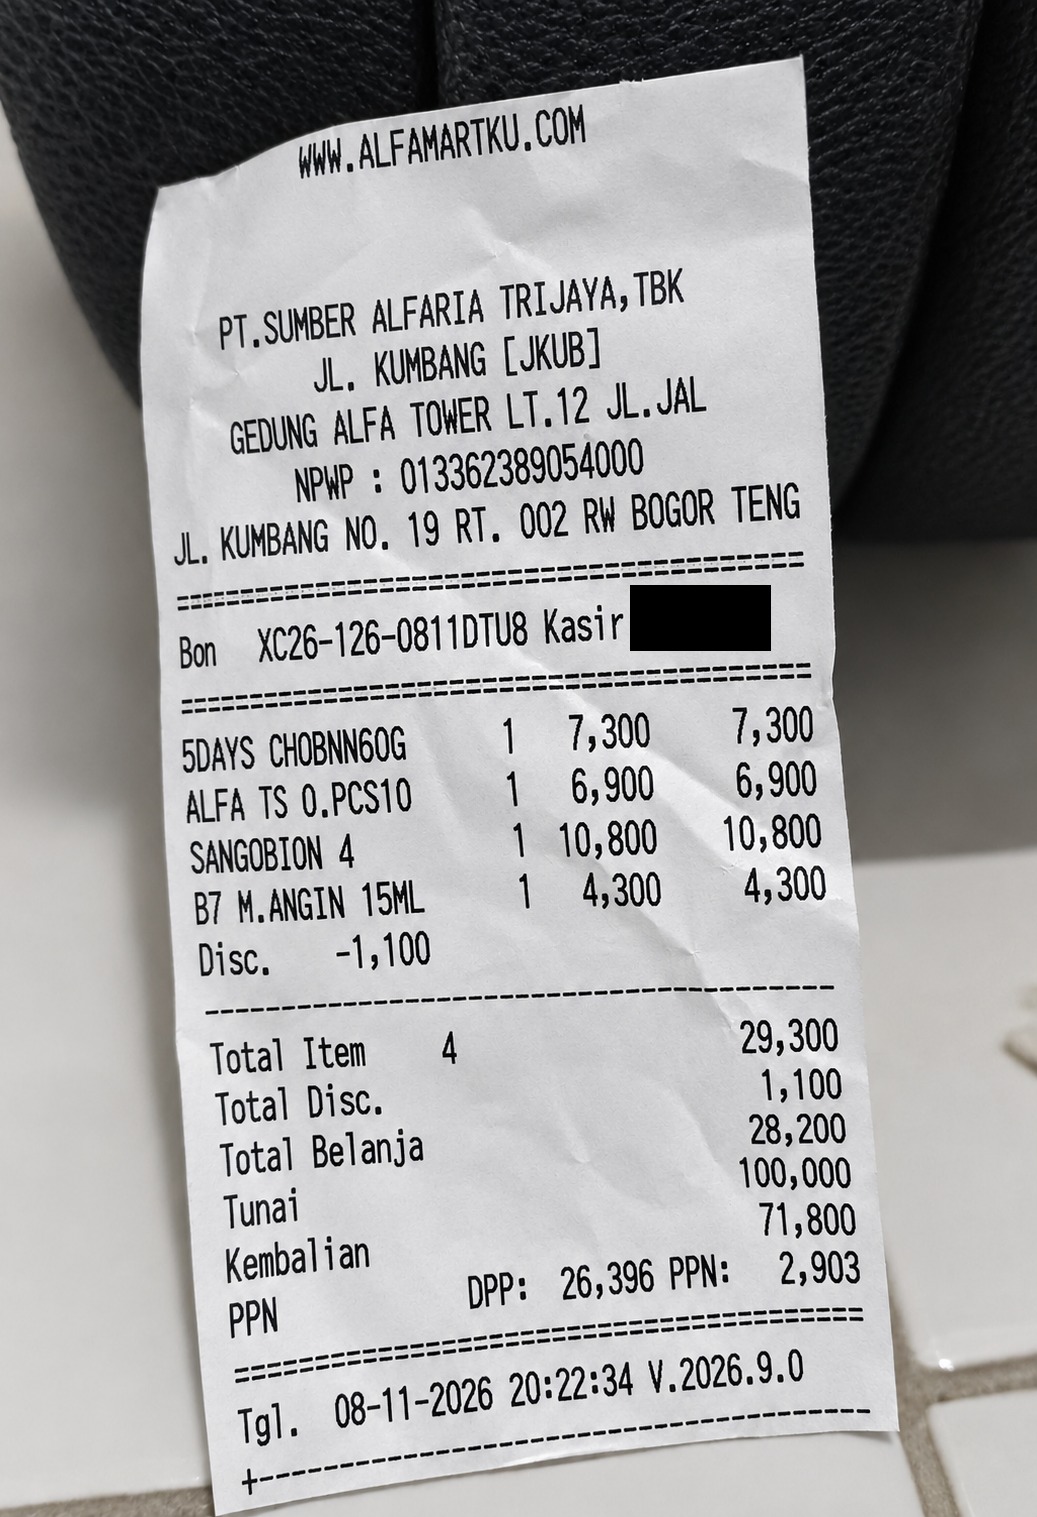 WWW.ALFAMARTKU.COM
PT.SUMBER ALFARIA TRIJAYA,TBK
JL. KUMBANG [JKUB]
GEDUNG ALFA TOWER LT.12 JL.JAL
NPWP : 013362389054000
JL. KUMBANG NO. 19 RT. 002 RW BOGOR TENG
======================================
Bon XC26-126-0811DTU8 Kasir
======================================
5DAYS CHOBNN60G 1 7,300 7,300
ALFA TS O.PCS10 1 6,900 6,900
SANGOBION 4 1 10,800 10,800
B7 M.ANGIN 15ML 1 4,300 4,300
Disc. -1,100
--------------------------------------
Total Item 4 29,300
Total Disc. 1,100
Total Belanja 28,200
Tunai 100,000
Kembalian 71,800
PPN DPP: 26,396 PPN: 2,903
======================================
Tgl. 08-11-2026 20:22:34 V.2026.9.0
+-------------------------------------